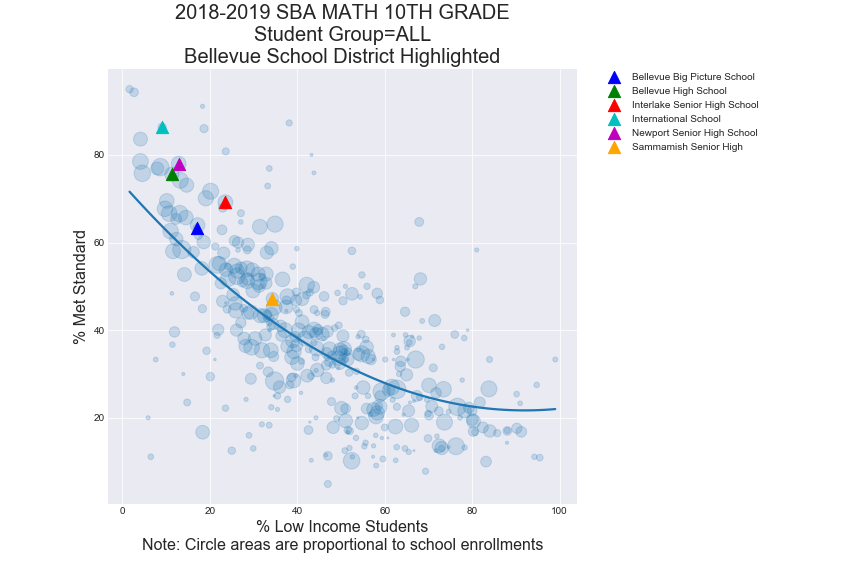 2018-2019 SBA MATH 10TH GRADE
Student Group=ALL
Bellevue School District Highlighted
Bellevue Big Picture School
Bellevue High School
Interlake Senior High School
International School
Newport Senior High School
Sammamish Senior High
% Met Standard
80
60
40
20
0 20 40 60 80 100
% Low Income Students
Note: Circle areas are proportional to school enrollments